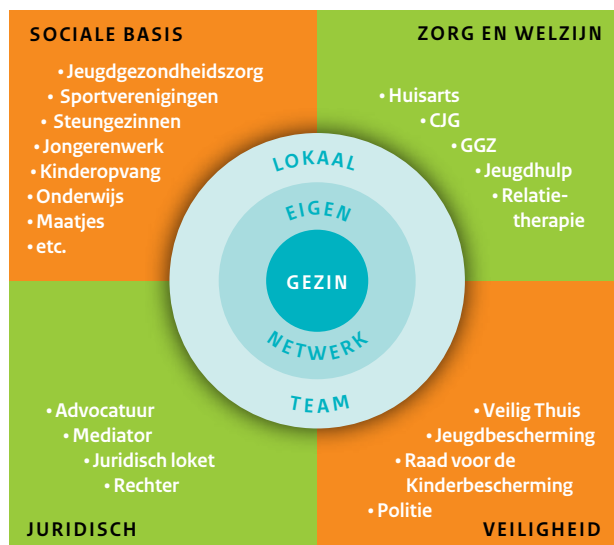 SOCIALE BASIS
• Jeugdgezondheidszorg
• Sportverenigingen
• Steungezinnen
• Jongerenwerk
• Kinderopvang
• Onderwijs
• Maatjes
• etc.
ZORG EN WELZIJN
• Huisarts
• CJG
• GGZ
• Jeugdhulp
• Relatie-
therapie
LOKAAL
EIGEN
GEZIN
NETWERK
TEAM
• Advocatuur
• Mediator
• Juridisch loket
• Rechter
JURIDISCH
• Veilig Thuis
• Jeugdbescherming
• Raad voor de
Kinderbescherming
• Politie
VEILIGHEID